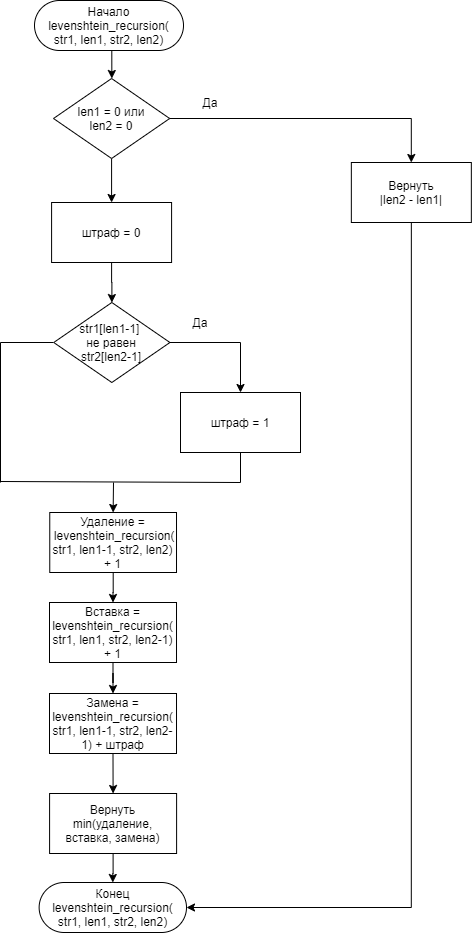 Начало
levenshtein_recursion(
str1, len1, str2, len2)
len1 = 0 или
len2 = 0
Да
Вернуть
|len2 - len1|
штраф = 0
str1[len1-1]
не равен
str2[len2-1]
Да
штраф = 1
Удаление =
levenshtein_recursion(
str1, len1-1, str2, len2)
+ 1
Вставка =
levenshtein_recursion(
str1, len1, str2, len2-1)
+ 1
Замена =
levenshtein_recursion(
str1, len1-1, str2, len2-
1) + штраф
Вернуть
min(удаление,
вставка, замена)
Конец
levenshtein_recursion(
str1, len1, str2, len2)